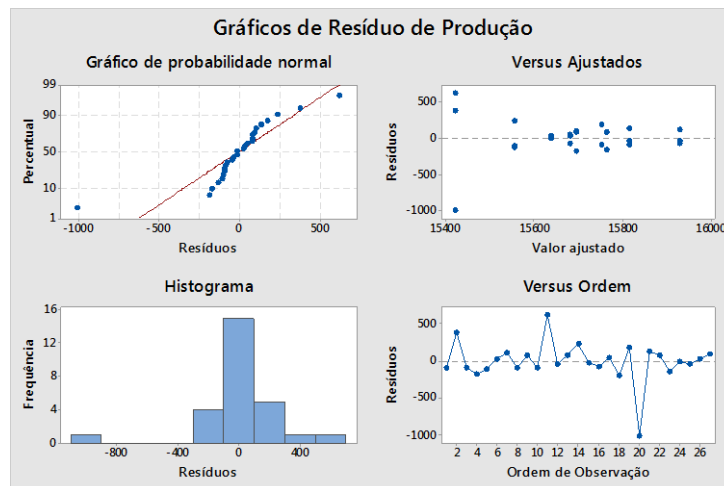 Gráficos de Resíduo de Produção
Gráfico de probabilidade normal
99
90
50
10
1
Percentual
-1000 -500 0 500
Resíduos
Versus Ajustados
500
0
-500
-1000
Resíduos
15400 15600 15800 16000
Valor ajustado
Histograma
16
12
8
4
0
Frequência
-800 -400 0 400
Resíduos
Versus Ordem
500
0
-500
-1000
Resíduos
2 4 6 8 10 12 14 16 18 20 22 24 26
Ordem de Observação